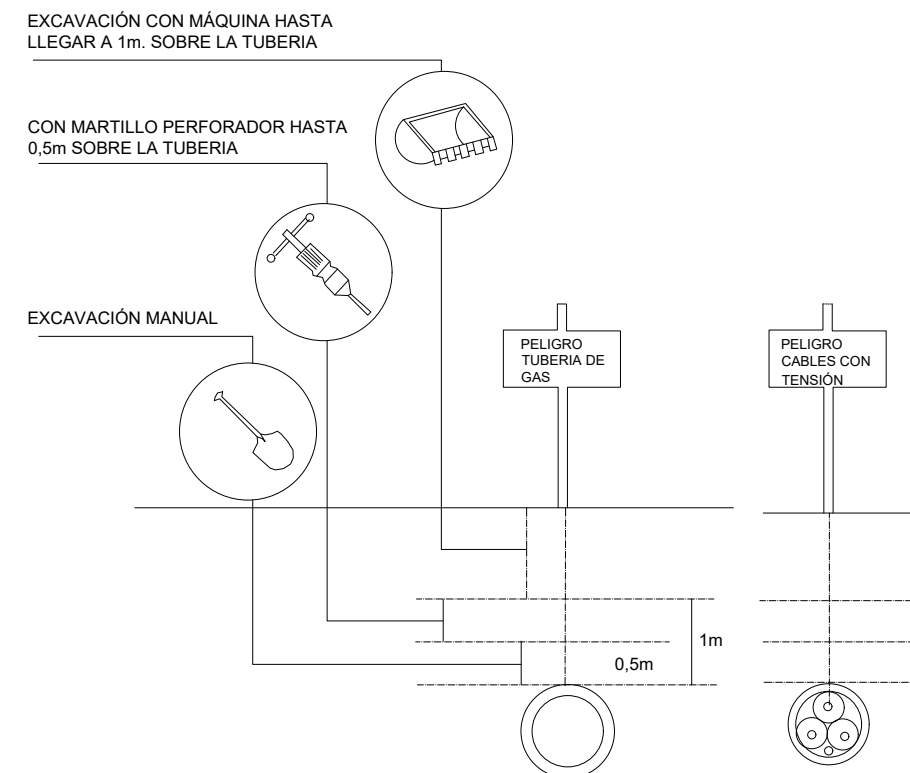 EXCAVACIÓN CON MÁQUINA HASTA
LLEGAR A 1m. SOBRE LA TUBERIA
CON MARTILLO PERFORADOR HASTA
0,5m SOBRE LA TUBERIA
EXCAVACIÓN MANUAL
PELIGRO
TUBERIA DE
GAS
PELIGRO
CABLES CON
TENSIÓN
1m
0,5m